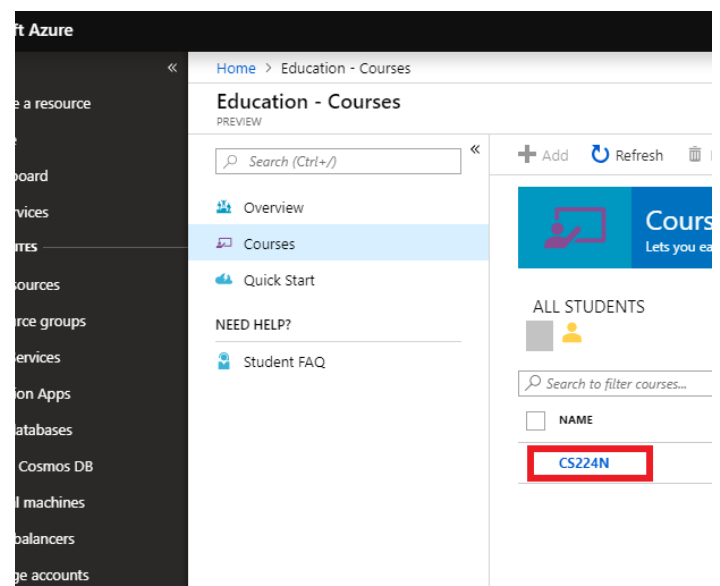 ft Azure
Home > Education - Courses
Education - Courses
PREVIEW
Search (Ctrl+/)
Overview
Courses
Quick Start
NEED HELP?
Student FAQ
e a resource
board
rvices
ITES
sources
rce groups
ervices
ion Apps
atabases
Cosmos DB
l machines
balancers
ge accounts
Add
Refresh
Cours
Lets you ea
ALL STUDENTS
Search to filter courses...
NAME
CS224N